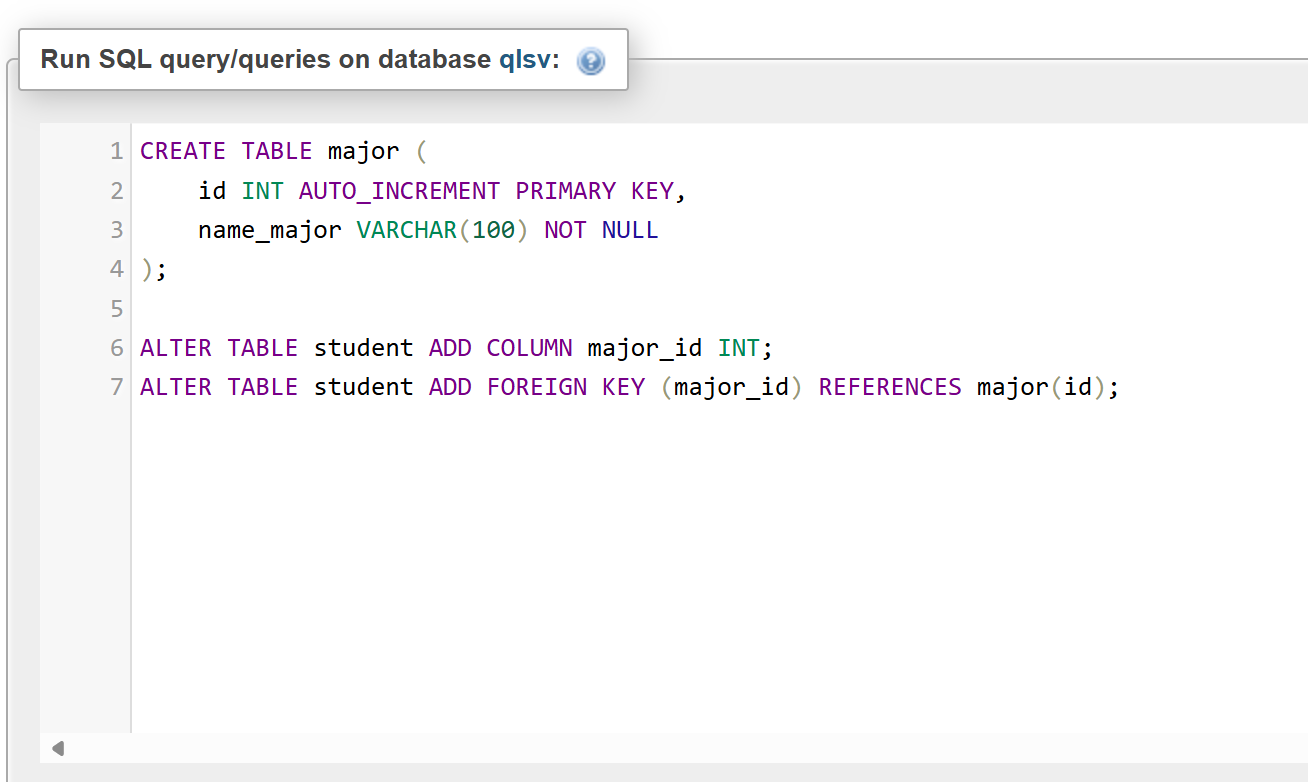 Run SQL query/queries on database qlsv:
1 CREATE TABLE major (
2     id INT AUTO_INCREMENT PRIMARY KEY,
3     name_major VARCHAR(100) NOT NULL
4 );
5
6 ALTER TABLE student ADD COLUMN major_id INT;
7 ALTER TABLE student ADD FOREIGN KEY (major_id) REFERENCES major(id);